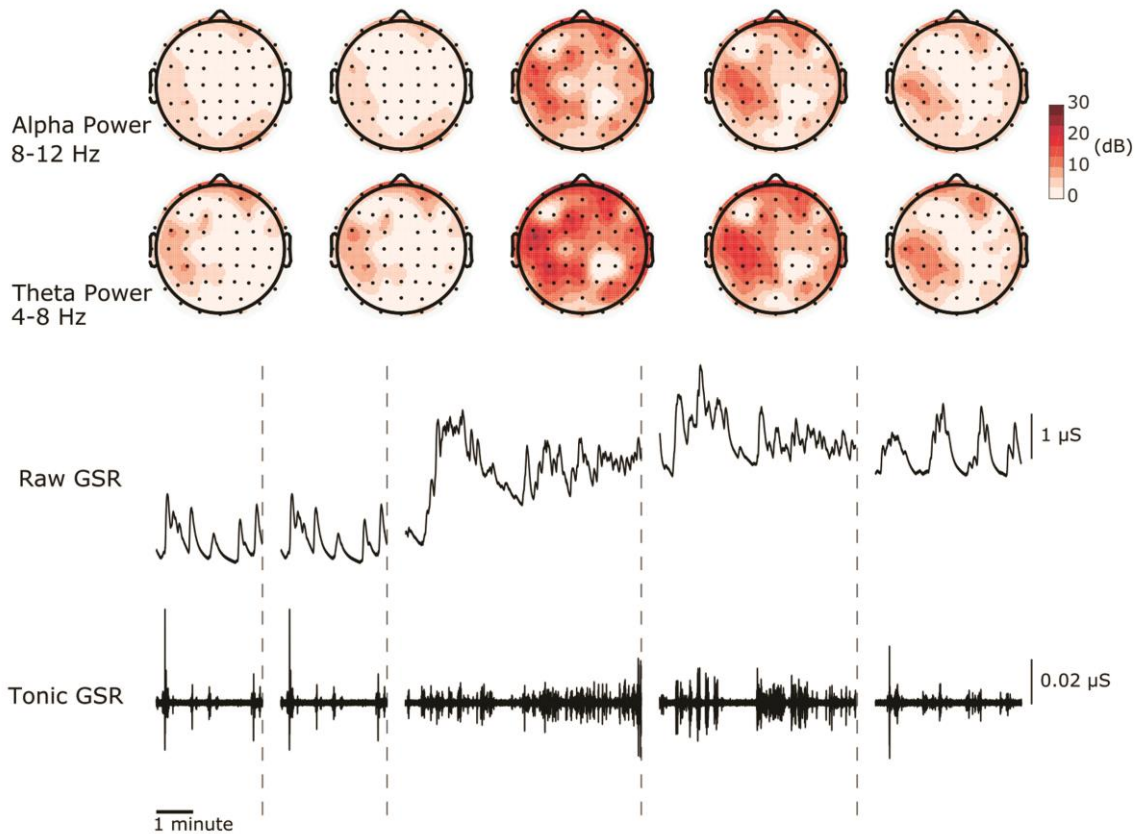 Alpha Power
8-12 Hz
30
20
(dB)
10
0
Theta Power
4-8 Hz
1 µS
Raw GSR
0.02 µS
Tonic GSR
1 minute